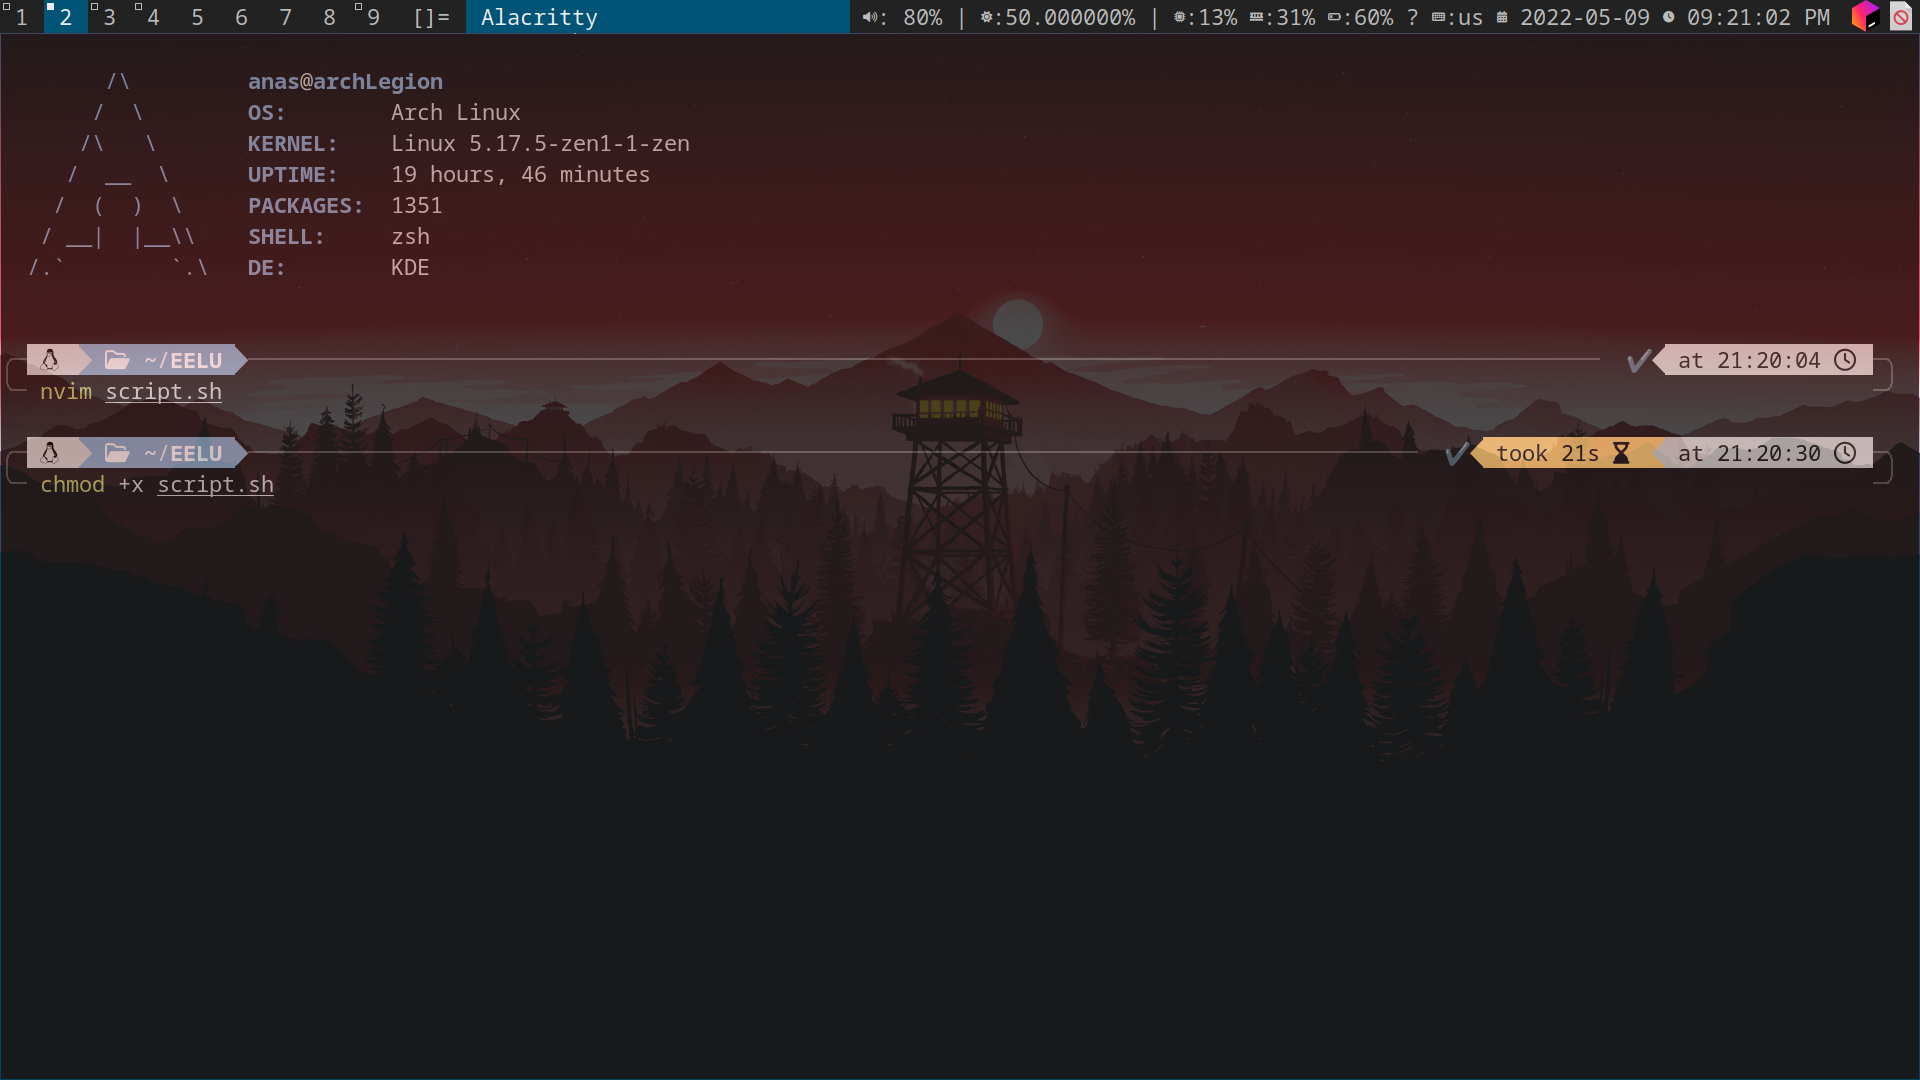 1 2 3 4 5 6 7 8 9 []= Alacritty : 80% | :50.000000% | :13% :31% :60% ? :us 2022-05-09 09:21:02 PM
/\ anas@archLegion
/ \ OS: Arch Linux
/\ \ KERNEL: Linux 5.17.5-zen1-1-zen
/ __ \ UPTIME: 19 hours, 46 minutes
/ ( ) \ PACKAGES: 1351
/ __| |__\\ SHELL: zsh
/.` `.\ DE: KDE
~/EELU ✔ at 21:20:04
nvim script.sh
~/EELU ✔ took 21s at 21:20:30
chmod +x script.sh